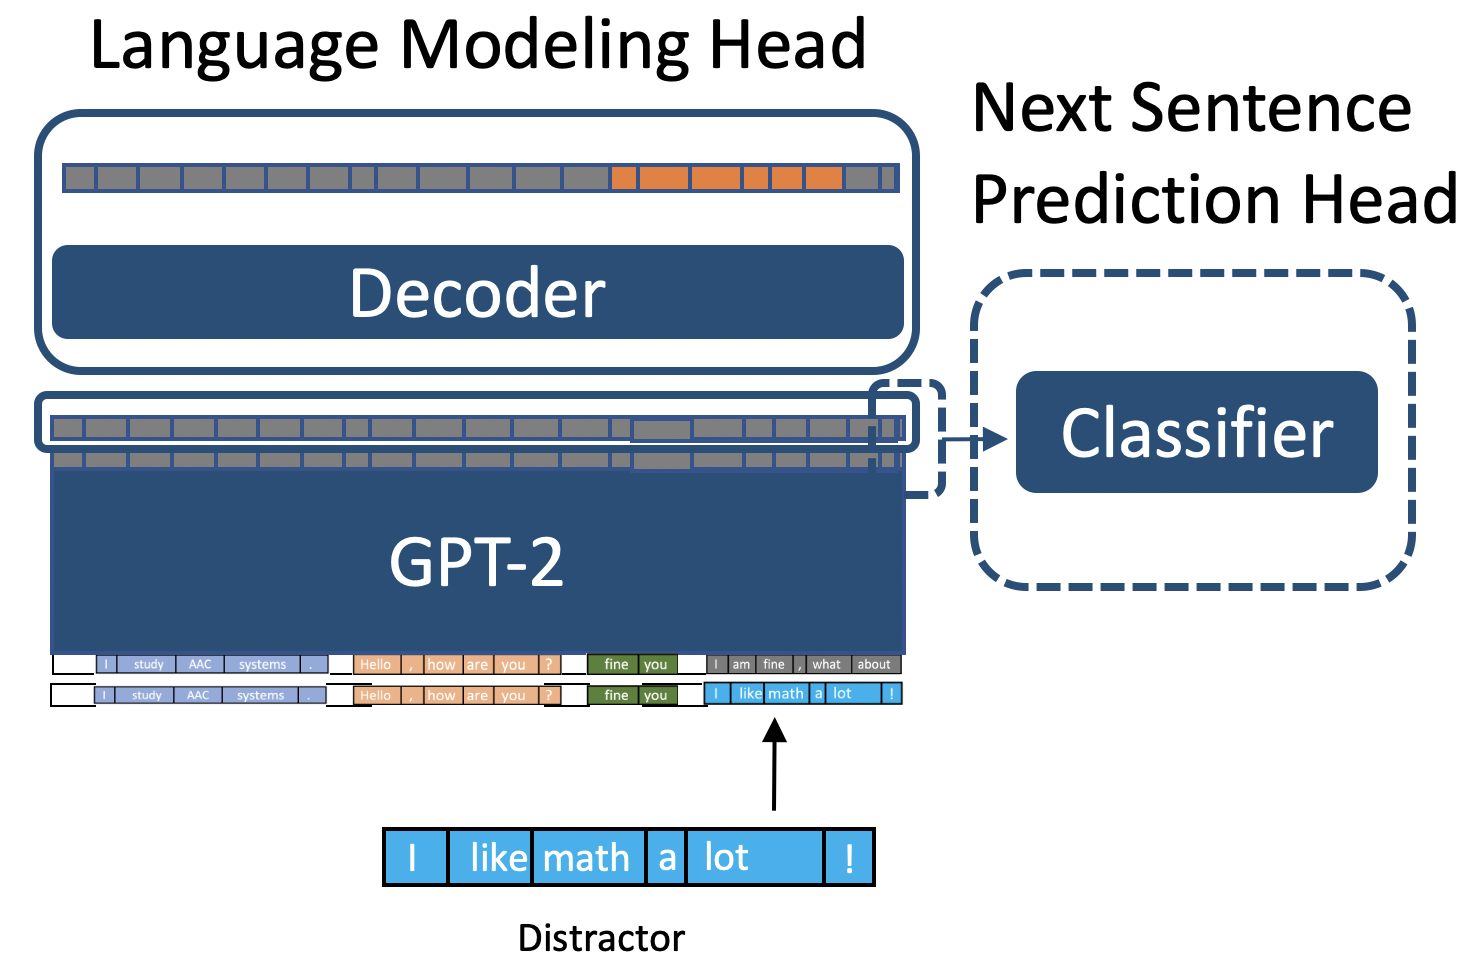 Language Modeling Head
Next Sentence
Prediction Head
Decoder
Classifier
GPT-2
I study AAC systems . Hello , how are you ? fine you I am fine , what about
I study AAC systems . Hello , how are you ? fine you I like math a lot !
I like math a lot !
Distractor